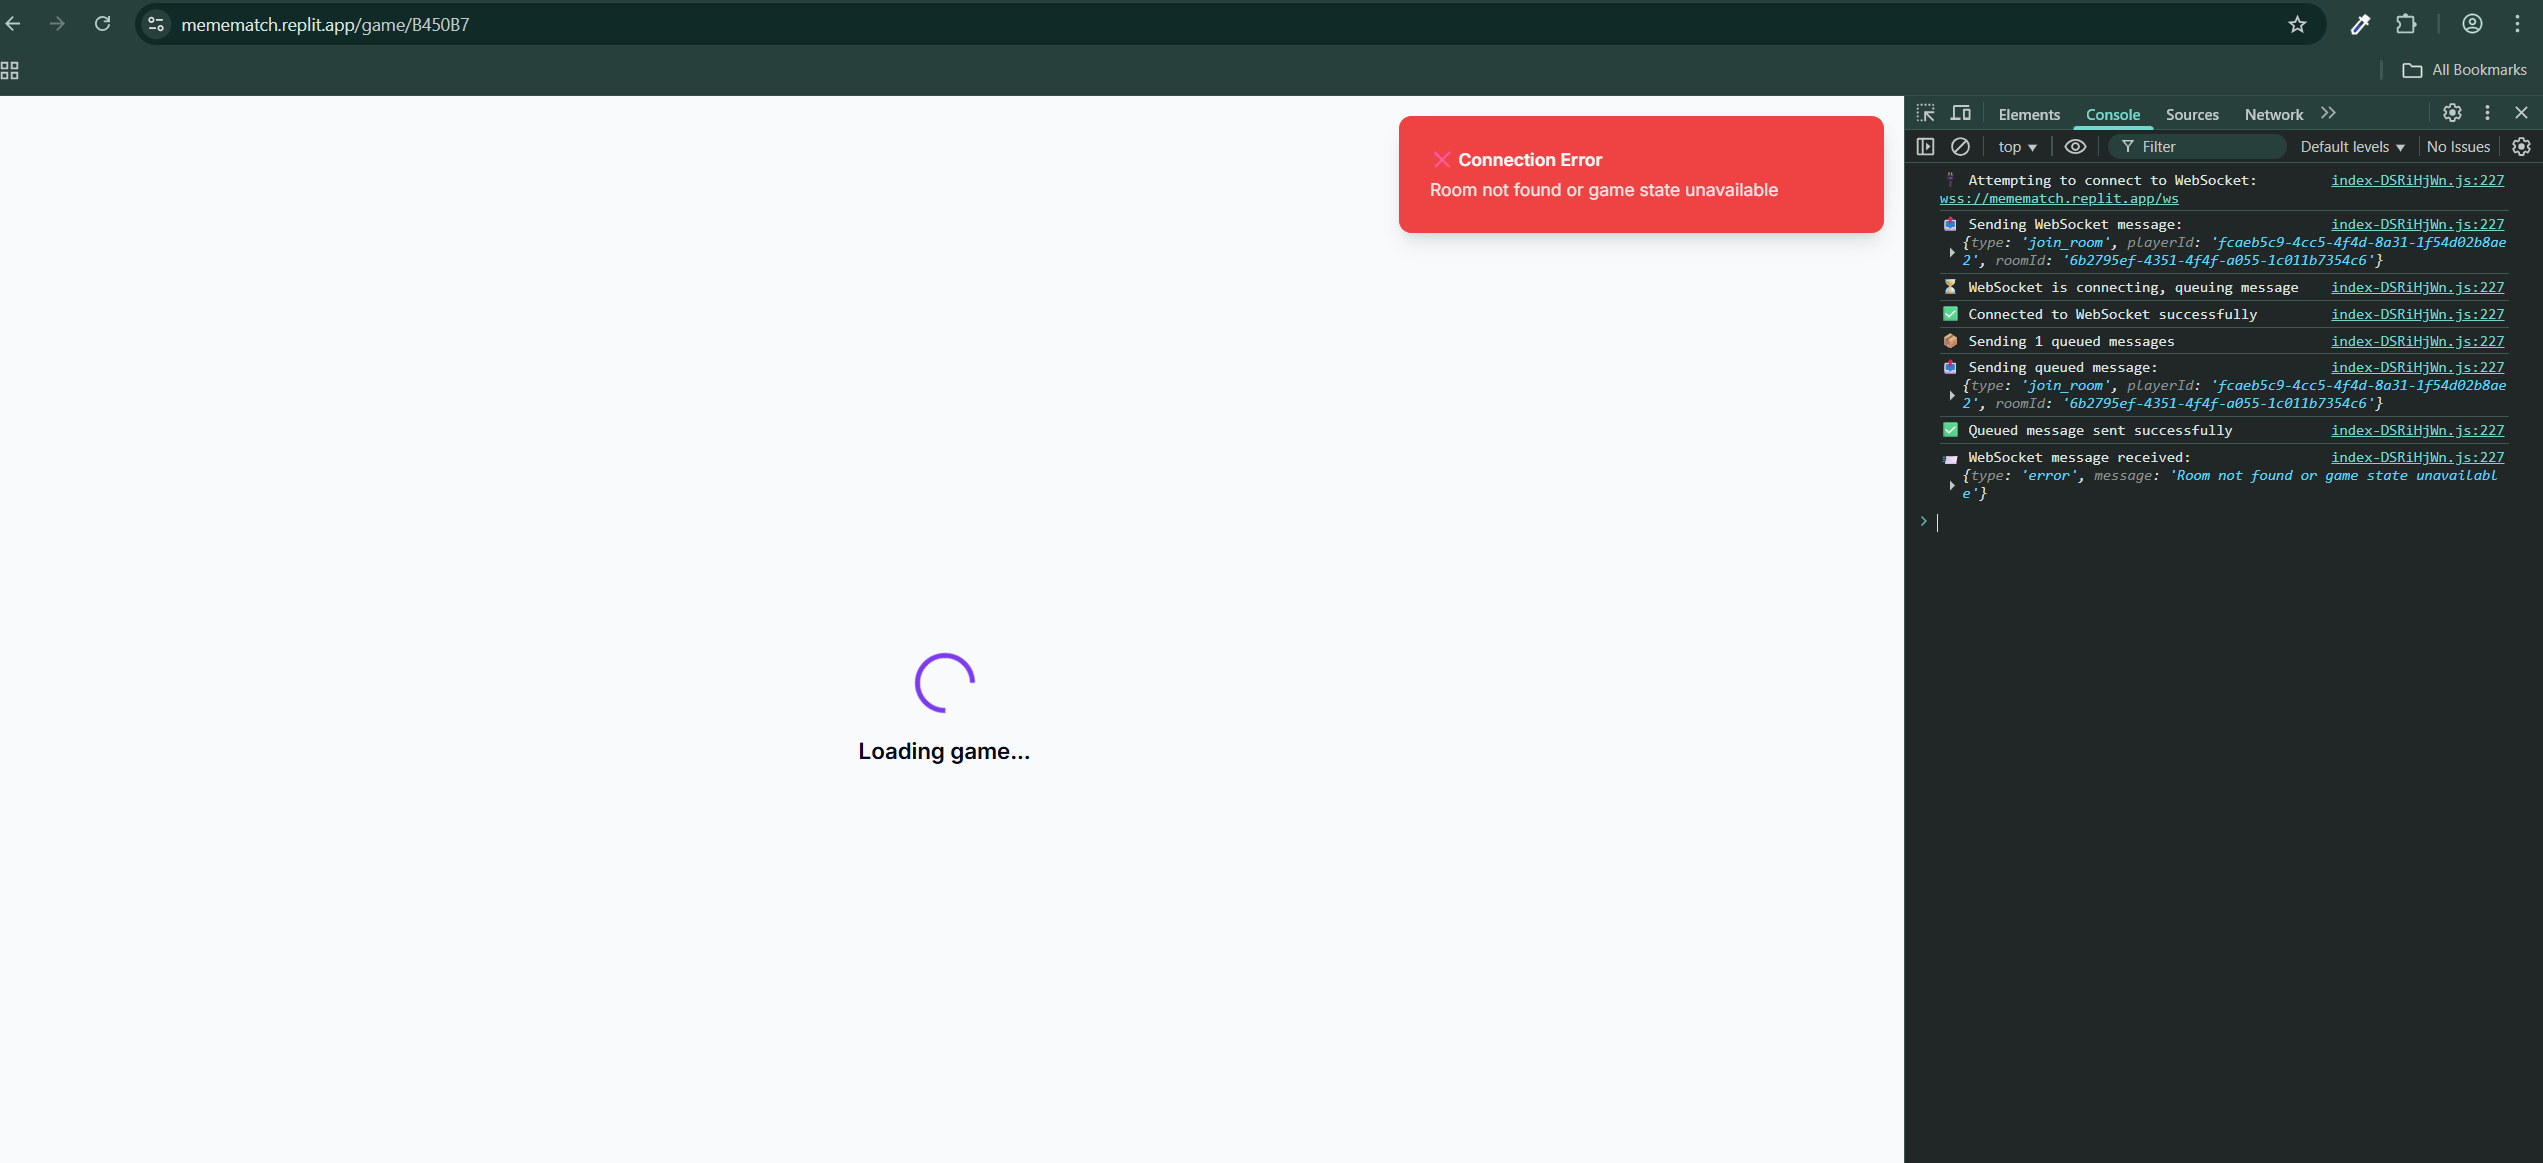 memematch.replit.app/game/B450B7
All Bookmarks
Connection Error
Room not found or game state unavailable
Loading game...
Elements Console Sources Network
top Filter Default levels No Issues
Attempting to connect to WebSocket: index-DSRiHjWn.js:227
wss://memematch.replit.app/ws
Sending WebSocket message: index-DSRiHjWn.js:227
{type: 'join_room', playerId: 'fcaeb5c9-4cc5-4f4d-8a31-1f54d02b8ae
2', roomId: '6b2795ef-4351-4f4f-a055-1c011b7354c6'}
WebSocket is connecting, queuing message index-DSRiHjWn.js:227
Connected to WebSocket successfully index-DSRiHjWn.js:227
Sending 1 queued messages index-DSRiHjWn.js:227
Sending queued message: index-DSRiHjWn.js:227
{type: 'join_room', playerId: 'fcaeb5c9-4cc5-4f4d-8a31-1f54d02b8ae
2', roomId: '6b2795ef-4351-4f4f-a055-1c011b7354c6'}
Queued message sent successfully index-DSRiHjWn.js:227
WebSocket message received: index-DSRiHjWn.js:227
{type: 'error', message: 'Room not found or game state unavailabl
e'}